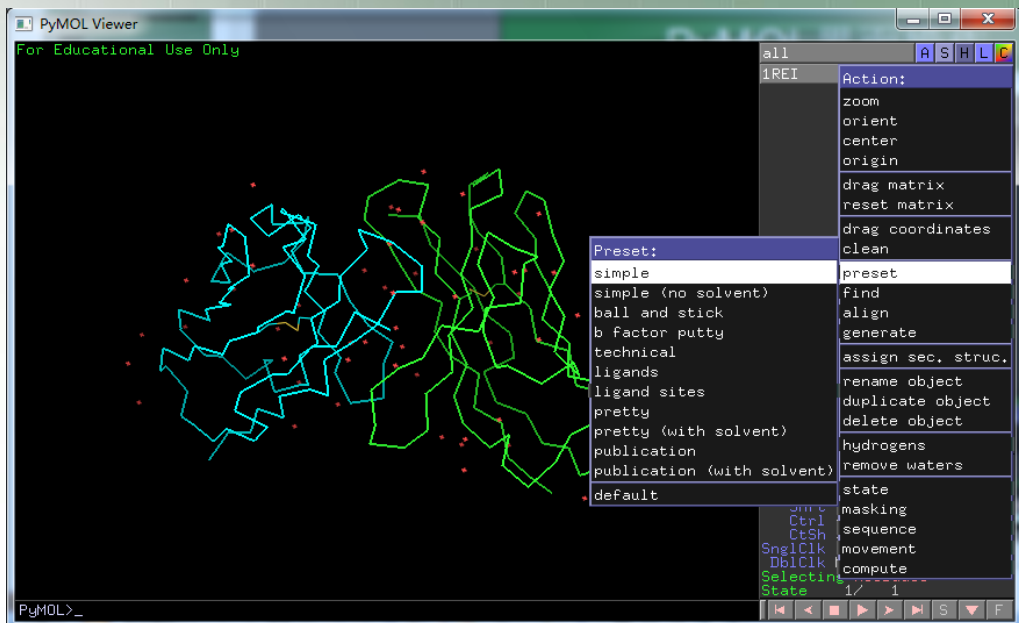 PyMOL Viewer
For Educational Use Only
all A S H L C
1REI
Action:
zoom
orient
center
origin
drag matrix
reset matrix
drag coordinates
clean
preset
find
align
generate
assign sec. struc.
rename object
duplicate object
delete object
hydrogens
remove waters
state
masking
sequence
movement
compute
Preset:
simple
simple (no solvent)
ball and stick
b factor putty
technical
ligands
ligand sites
pretty
pretty (with solvent)
publication
publication (with solvent)
default
Shft
Ctrl
CtSh
SnglClk
DblClk
Selecting
State 1/ 1
PyMOL>_
S F